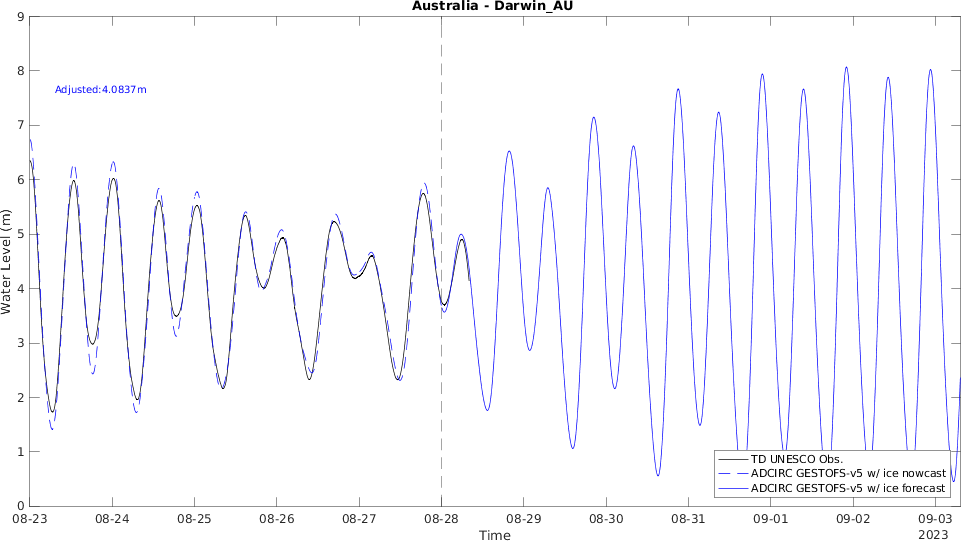 Australia - Darwin_AU
9
8
Adjusted:4.0837m
7
6
5
4
3
2
1
0
Water Level (m)
TD UNESCO Obs.
ADCIRC GESTOFS-v5 w/ ice nowcast
ADCIRC GESTOFS-v5 w/ ice forecast
08-23 08-24 08-25 08-26 08-27 08-28 08-29 08-30 08-31 09-01 09-02 09-03
Time
2023